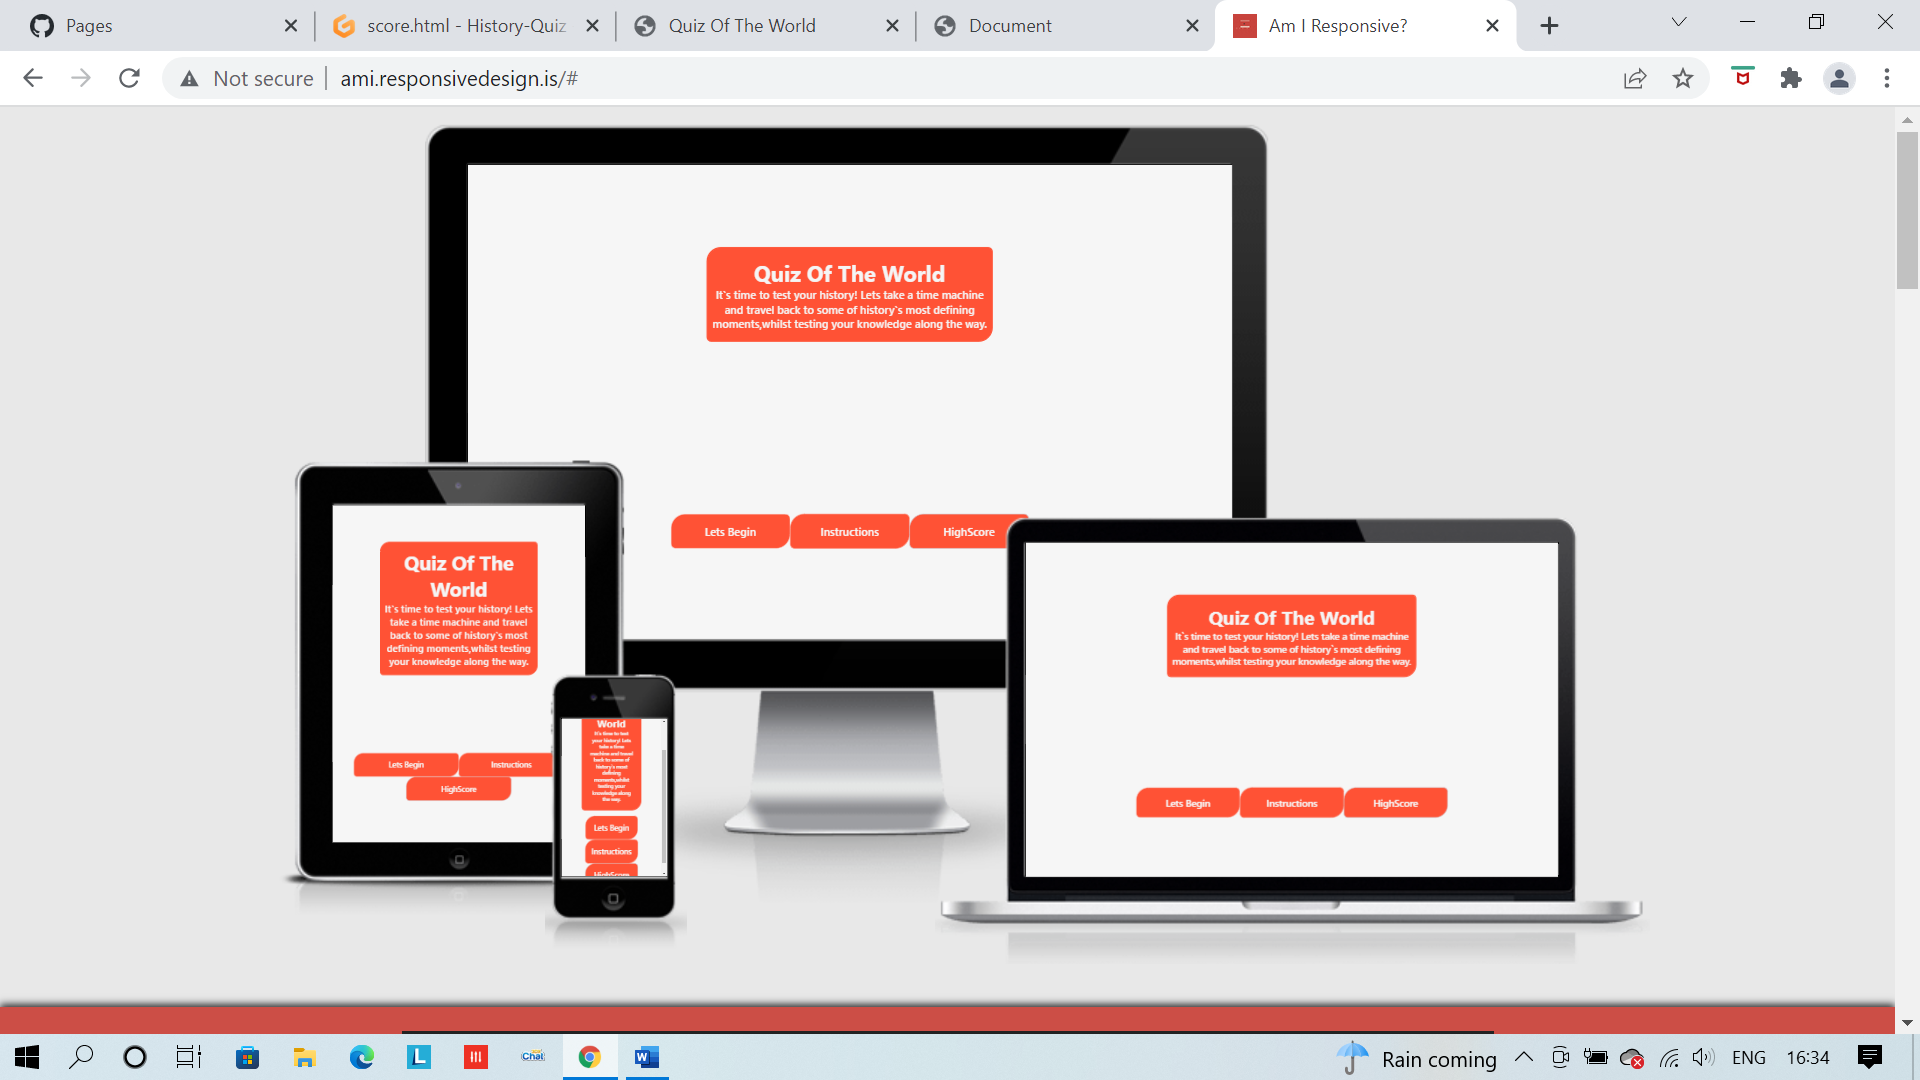 Pages
score.html - History-Quiz
Quiz Of The World
Document
Am I Responsive?
Not secure
ami.responsivedesign.is/#
Quiz Of The World
It`s time to test your history! Lets take a time machine
and travel back to some of history`s most defining
moments,whilst testing your knowledge along the way.
Lets Begin
Instructions
HighScore
Quiz Of The
World
It`s time to test your history! Lets
take a time machine and travel
back to some of history`s most
defining moments,whilst testing
your knowledge along the way.
Lets Begin
Instructions
HighScore
World
It`s time to test
your history! Lets
take a time
machine and travel
back to some of
history`s most
defining
moments,whilst
testing your
knowledge along
the way.
Lets Begin
Instructions
HighScore
Quiz Of The World
It`s time to test your history! Lets take a time machine
and travel back to some of history`s most defining
moments,whilst testing your knowledge along the way.
Lets Begin
Instructions
HighScore
L
Chat
W
Rain coming
ENG
16:34